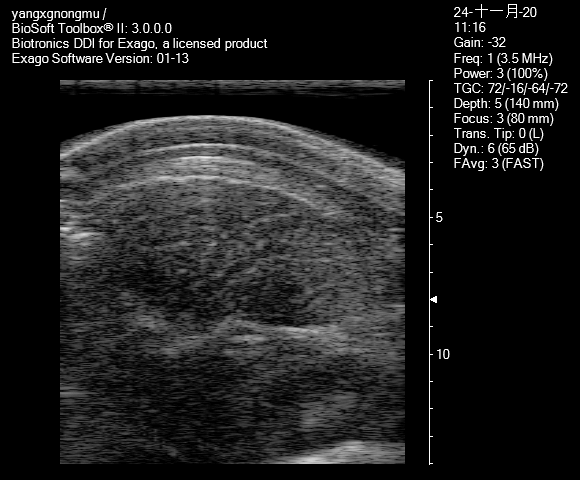 yangxgnongmu /
BioSoft Toolbox® II: 3.0.0.0
Biotronics DDI for Exago, a licensed product
Exago Software Version: 01-13
24-十一月-20
11:16
Gain: -32
Freq: 1 (3.5 MHz)
Power: 3 (100%)
TGC: 72/-16/-64/-72
Depth: 5 (140 mm)
Focus: 3 (80 mm)
Trans. Tip: 0 (L)
Dyn.: 6 (65 dB)
FAvg: 3 (FAST)
5
10